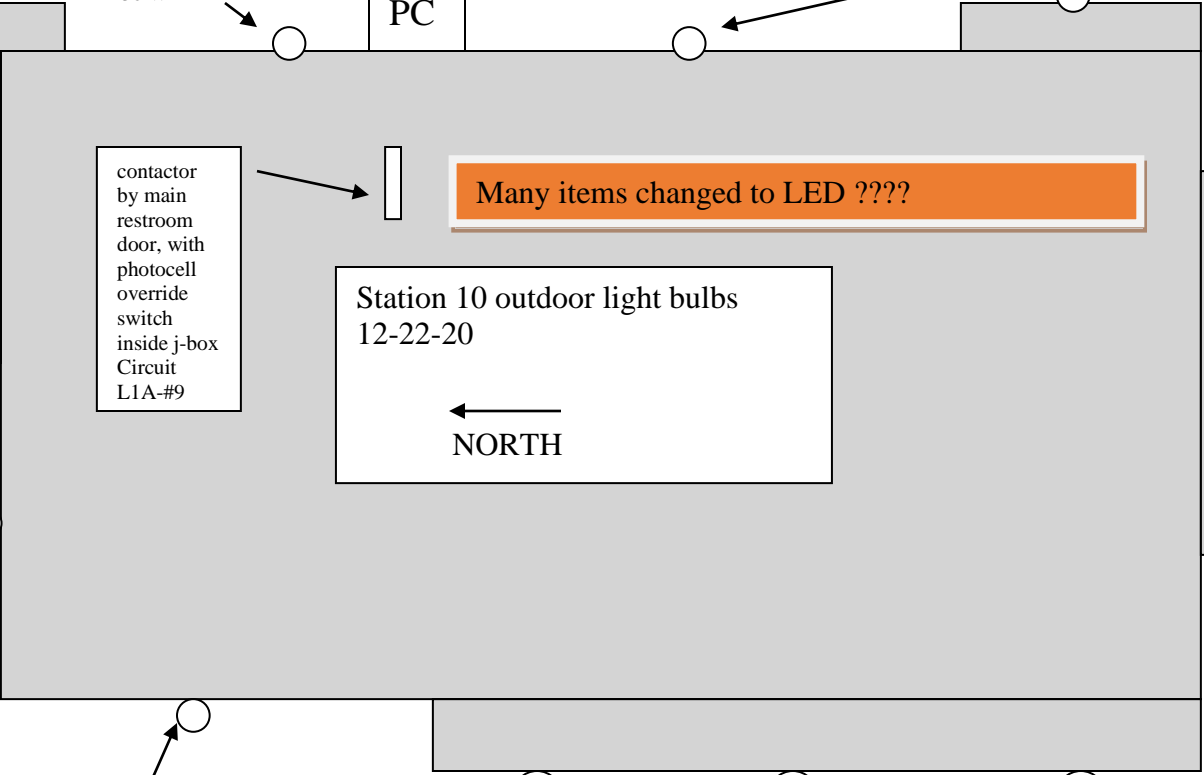 PC
contactor
by main
restroom
door, with
photocell
override
switch
inside j-box
Circuit
L1A-#9
Many items changed to LED ????
Station 10 outdoor light bulbs
12-22-20
NORTH